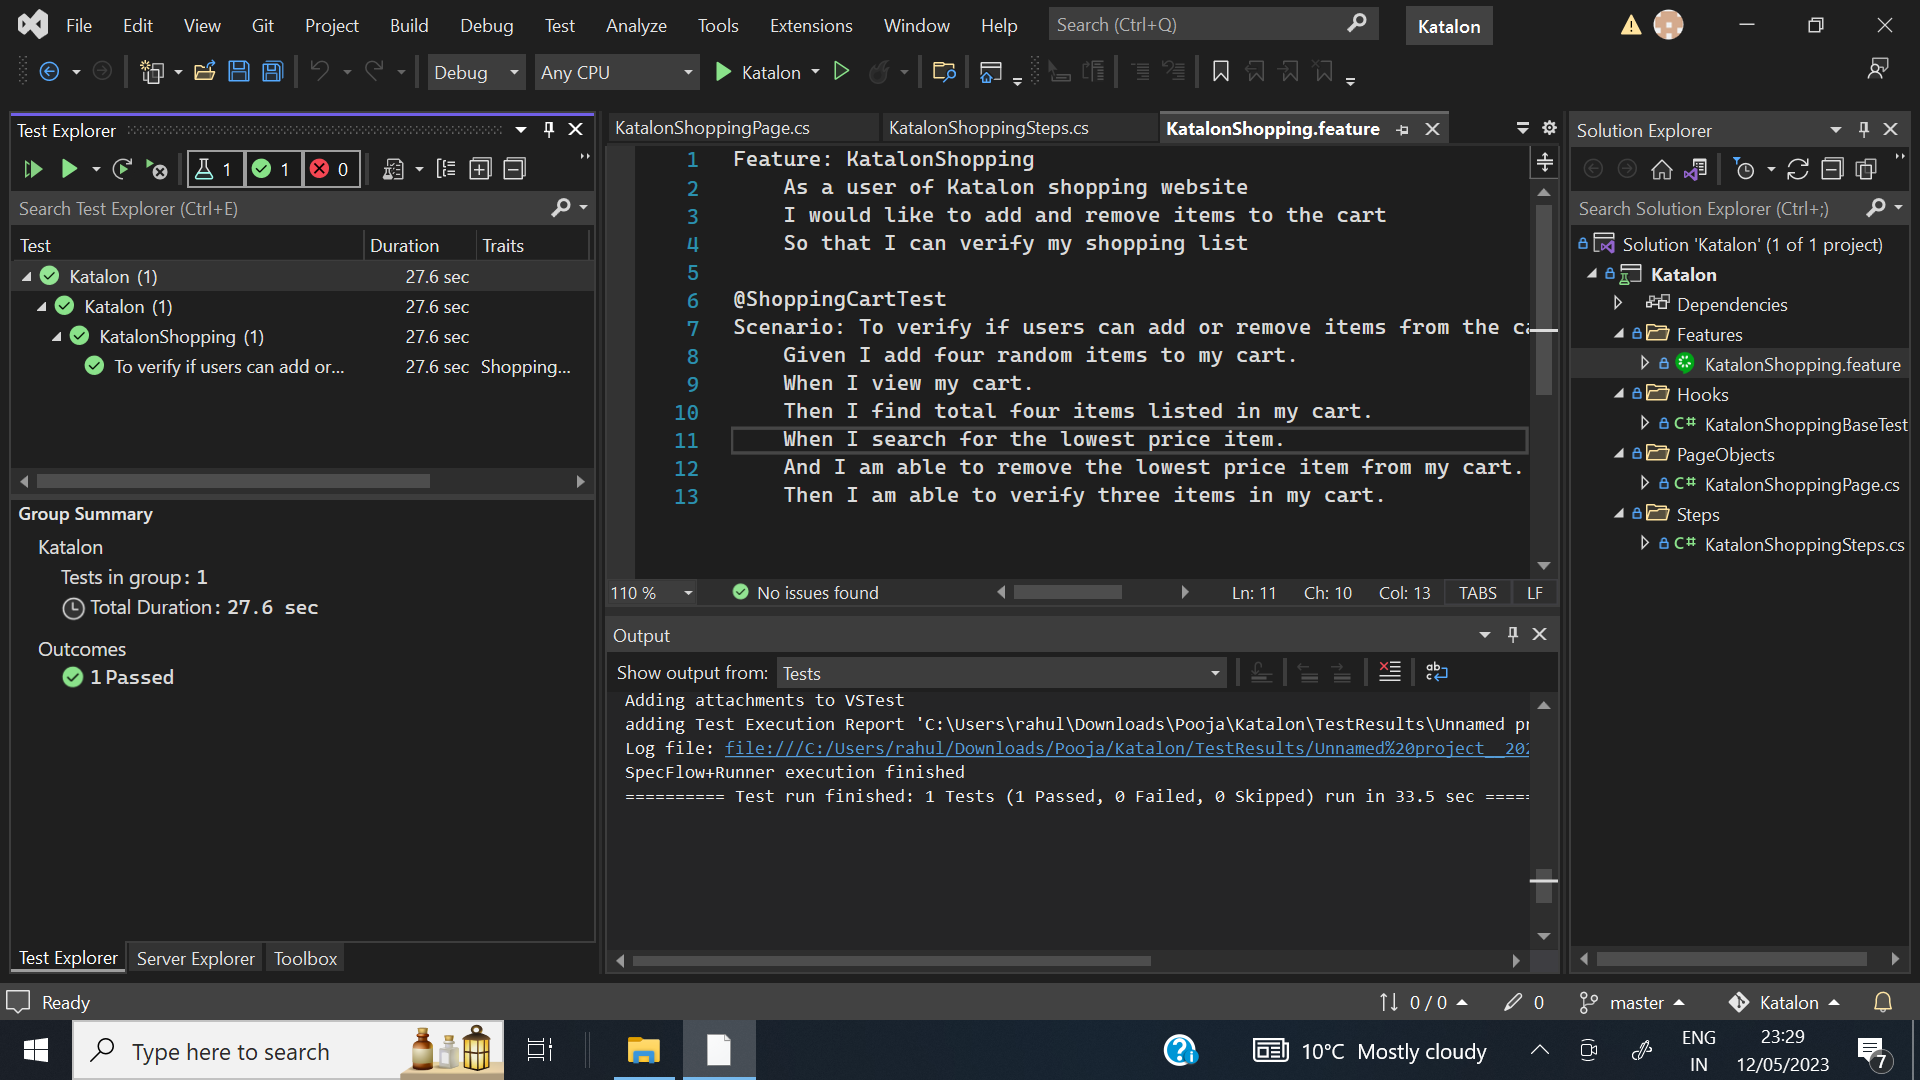 File Edit View Git Project Build Debug Test Analyze Tools Extensions Window Help Search (Ctrl+Q) Katalon
Debug Any CPU Katalon
Test Explorer
1 1 0
Search Test Explorer (Ctrl+E)
Test Duration Traits
Katalon (1) 27.6 sec
Katalon (1) 27.6 sec
KatalonShopping (1) 27.6 sec
To verify if users can add or... 27.6 sec Shopping...
Group Summary
Katalon
Tests in group: 1
Total Duration: 27.6 sec
Outcomes
1 Passed
Test Explorer Server Explorer Toolbox
KatalonShoppingPage.cs KatalonShoppingSteps.cs KatalonShopping.feature
1 Feature: KatalonShopping
2 As a user of Katalon shopping website
3 I would like to add and remove items to the cart
4 So that I can verify my shopping list
5
6 @ShoppingCartTest
7 Scenario: To verify if users can add or remove items from the ca
8 Given I add four random items to my cart.
9 When I view my cart.
10 Then I find total four items listed in my cart.
11 When I search for the lowest price item.
12 And I am able to remove the lowest price item from my cart.
13 Then I am able to verify three items in my cart.
110 % No issues found Ln: 11 Ch: 10 Col: 13 TABS LF
Output
Show output from: Tests
Adding attachments to VSTest
adding Test Execution Report 'C:\Users\rahul\Downloads\Pooja\Katalon\TestResults\Unnamed pr
Log file: file:///C:/Users/rahul/Downloads/Pooja/Katalon/TestResults/Unnamed%20project__202
SpecFlow+Runner execution finished
========== Test run finished: 1 Tests (1 Passed, 0 Failed, 0 Skipped) run in 33.5 sec =====
Solution Explorer
Search Solution Explorer (Ctrl+;)
Solution 'Katalon' (1 of 1 project)
Katalon
Dependencies
Features
KatalonShopping.feature
Hooks
C# KatalonShoppingBaseTest
PageObjects
C# KatalonShoppingPage.cs
Steps
C# KatalonShoppingSteps.cs
Ready 0 / 0 0 master Katalon
Type here to search 10°C Mostly cloudy ENG IN 23:29 12/05/2023 7